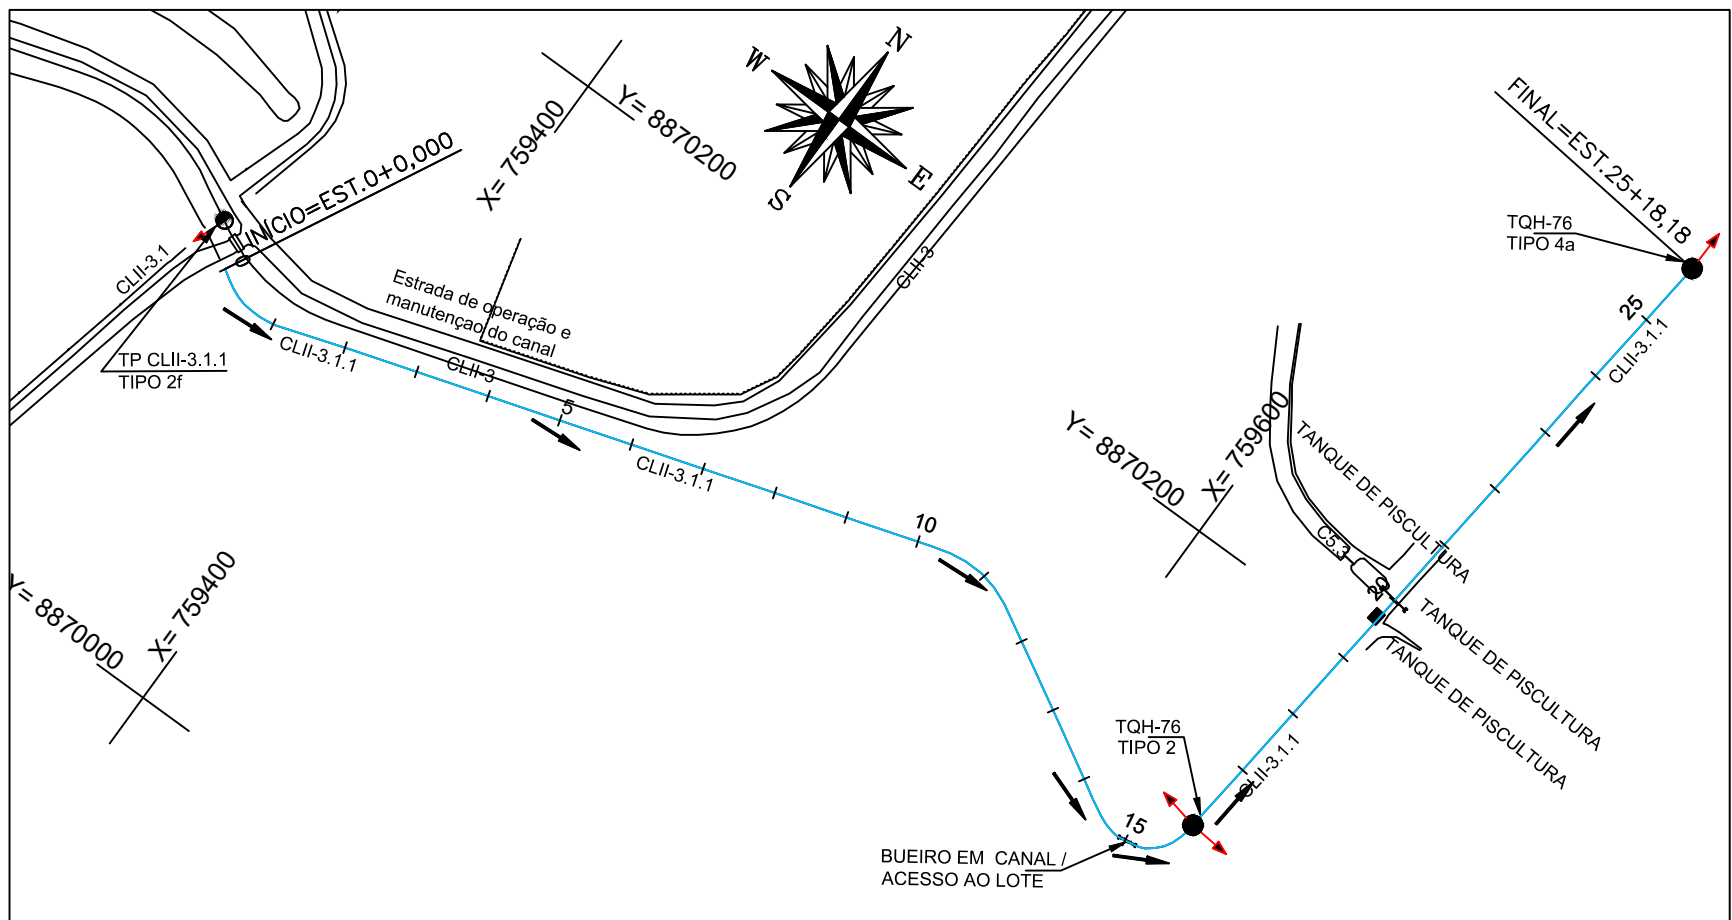 N
W
E
S
X= 759400
Y= 8870200
INÍCIO=EST.0+0,000
0
CLII-3.1
TP CLII-3.1.1
TIPO 2f
Estrada de operação e
manutençao do canal
CLII-3.1.1
CLII-3
CLII-3
5
CLII-3.1.1
10
Y= 8870000
X= 759400
Y= 8870200
X= 759600
FINAL=EST.25+18,18
TQH-76
TIPO 4a
25
CLII-3.1.1
TANQUE DE PISCULTURA
C5.3
20
TANQUE DE PISCULTURA
TANQUE DE PISCULTURA
TQH-76
TIPO 2
CLII-3.1.1
15
BUEIRO EM CANAL /
ACESSO AO LOTE